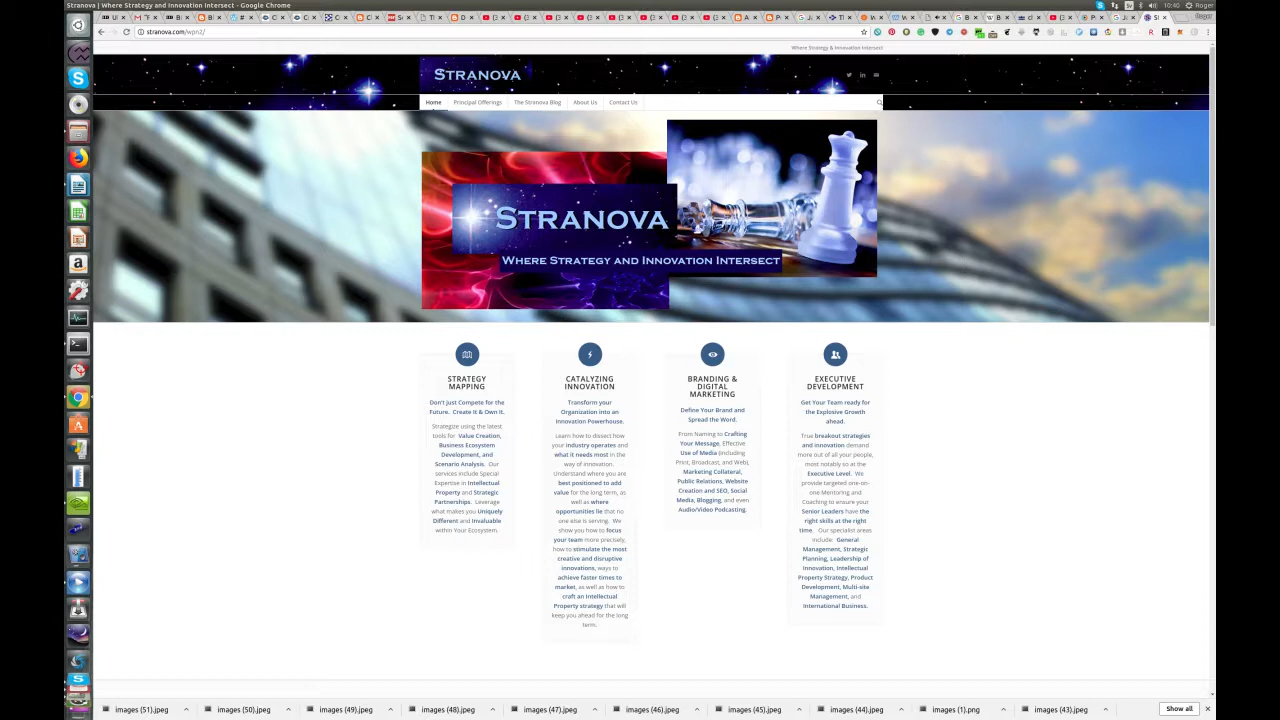 Stranova | Where Strategy and Innovation Intersect - Google Chrome
10:40
Roger
Roger
stranova.com/wpn2/
Where Strategy & Innovation Intersect
STRANOVA
Home
Principal Offerings
The Stranova Blog
About Us
Contact Us
STRANOVA
WHERE STRATEGY AND INNOVATION INTERSECT
STRATEGY
MAPPING
Don't just Compete for the
Future. Create It & Own It.
Strategize using the latest
tools for Value Creation,
Business Ecosystem
Development, and
Scenario Analysis. Our
services include Special
Expertise in Intellectual
Property and Strategic
Partnerships. Leverage
what makes you Uniquely
Different and Invaluable
within Your Ecosystem.
CATALYZING
INNOVATION
Transform your
Organization into an
Innovation Powerhouse.
Learn how to dissect how
your industry operates and
what it needs most in the
way of innovation.
Understand where you are
best positioned to add
value for the long term, as
well as where
opportunities lie that no
one else is serving. We
show you how to focus
your team more precisely,
how to stimulate the most
creative and disruptive
innovations, ways to
achieve faster times to
market, as well as how to
craft an Intellectual
Property strategy that will
keep you ahead for the long
term.
BRANDING &
DIGITAL
MARKETING
Define Your Brand and
Spread the Word.
From Naming to Crafting
Your Message, Effective
Use of Media (including
Print, Broadcast, and Web),
Marketing Collateral,
Public Relations, Website
Creation and SEO, Social
Media, Blogging, and even
Audio/Video Podcasting.
EXECUTIVE
DEVELOPMENT
Get Your Team ready for
the Explosive Growth
ahead.
True breakout strategies
and innovation demand
more out of all your people,
most notably so at the
Executive Level. We
provide targeted one-on-
one Mentoring and
Coaching to ensure your
Senior Leaders have the
right skills at the right
time. Our specialist areas
include: General
Management, Strategic
Planning, Leadership of
Innovation, Intellectual
Property Strategy, Product
Development, Multi-site
Management, and
International Business.
images (51).jpeg
images (50).jpeg
images (49).jpeg
images (48).jpeg
images (47).jpeg
images (46).jpeg
images (45).jpeg
images (44).jpeg
images (1).png
images (43).jpeg
Show all